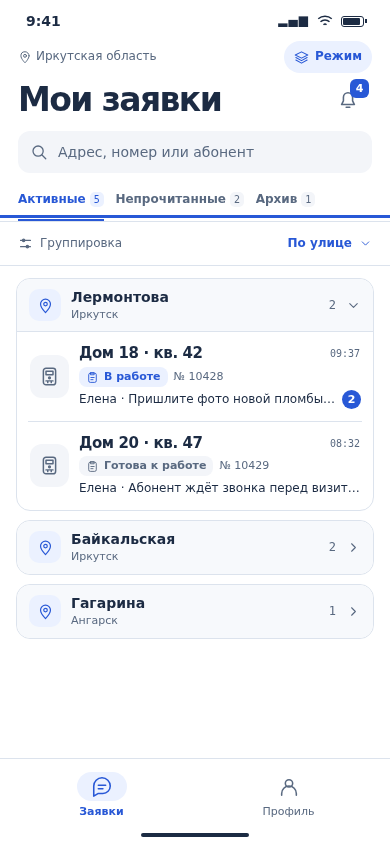 9:41
Иркутская область
Режим
Мои заявки
4
Адрес, номер или абонент
Активные 5 Непрочитанные 2 Архив 1
Группировка
По улице
Лермонтова
Иркутск
2
Дом 18 · кв. 42
09:37
В работе № 10428
Елена · Пришлите фото новой пломбы… 2
Дом 20 · кв. 47
08:32
Готова к работе № 10429
Елена · Абонент ждёт звонка перед визит…
Байкальская
Иркутск
2
Гагарина
Ангарск
1
Заявки
Профиль